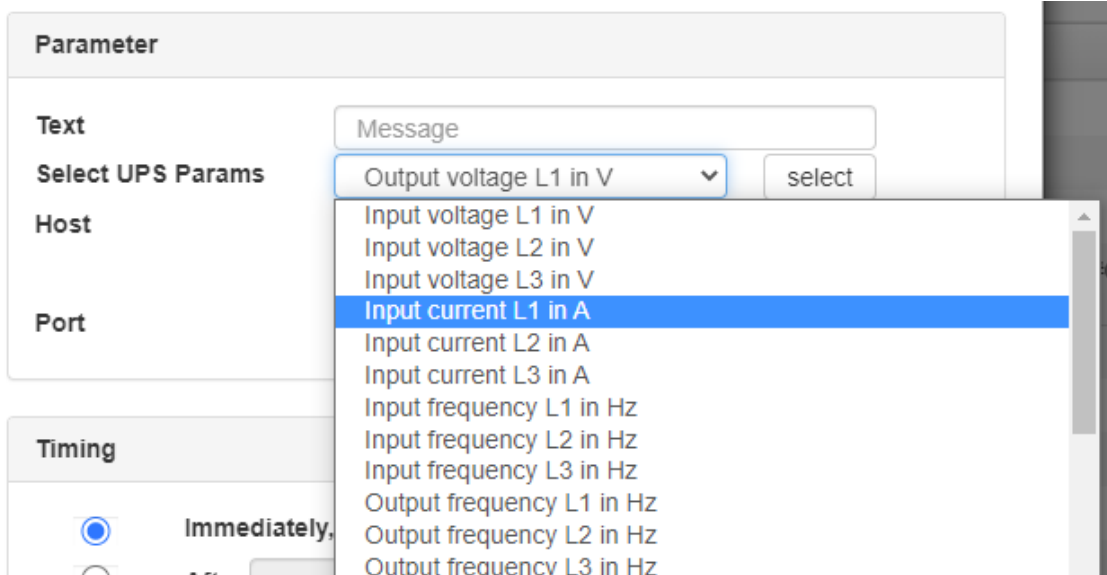 Parameter
Text
Message
Select UPS Params
Output voltage L1 in V
select
Host
Port
Input voltage L1 in V
Input voltage L2 in V
Input voltage L3 in V
Input current L1 in A
Input current L2 in A
Input current L3 in A
Input frequency L1 in Hz
Input frequency L2 in Hz
Input frequency L3 in Hz
Output frequency L1 in Hz
Output frequency L2 in Hz
Output frequency L3 in Hz
Timing
Immediately,